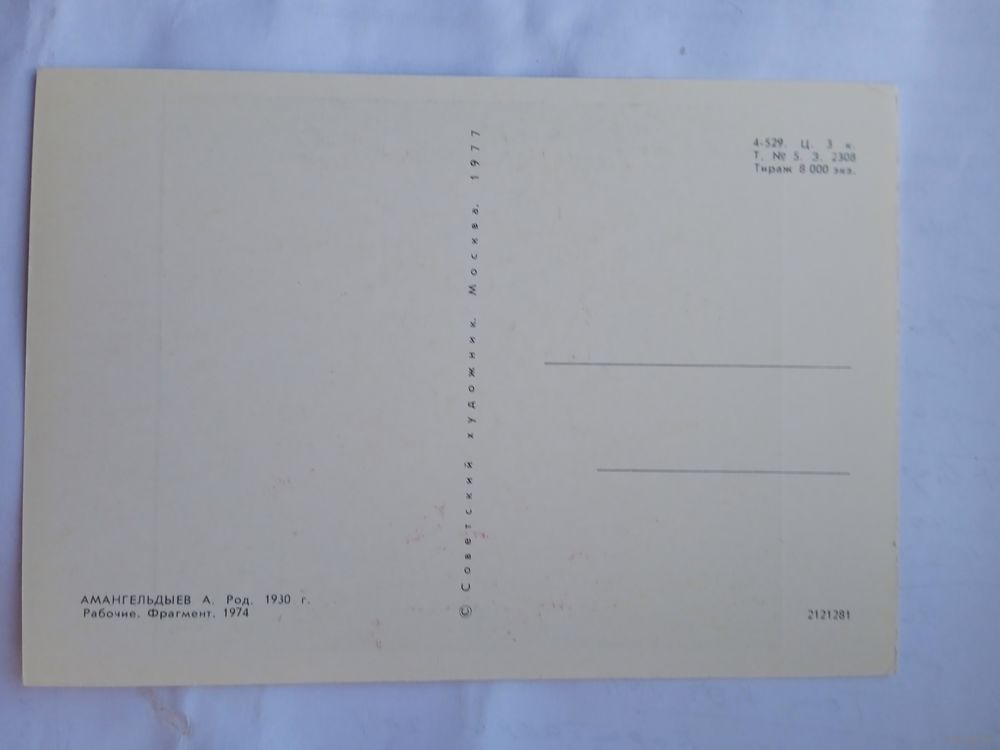 4-529. Ц. 3 к.
Т. № 5. З. 2308
Тираж 8 000 экз.
© Советский художник. Москва. 1977
АМАНГЕЛЬДЫЕВ А. Род. 1930 г.
Рабочие. Фрагмент. 1974
2121281